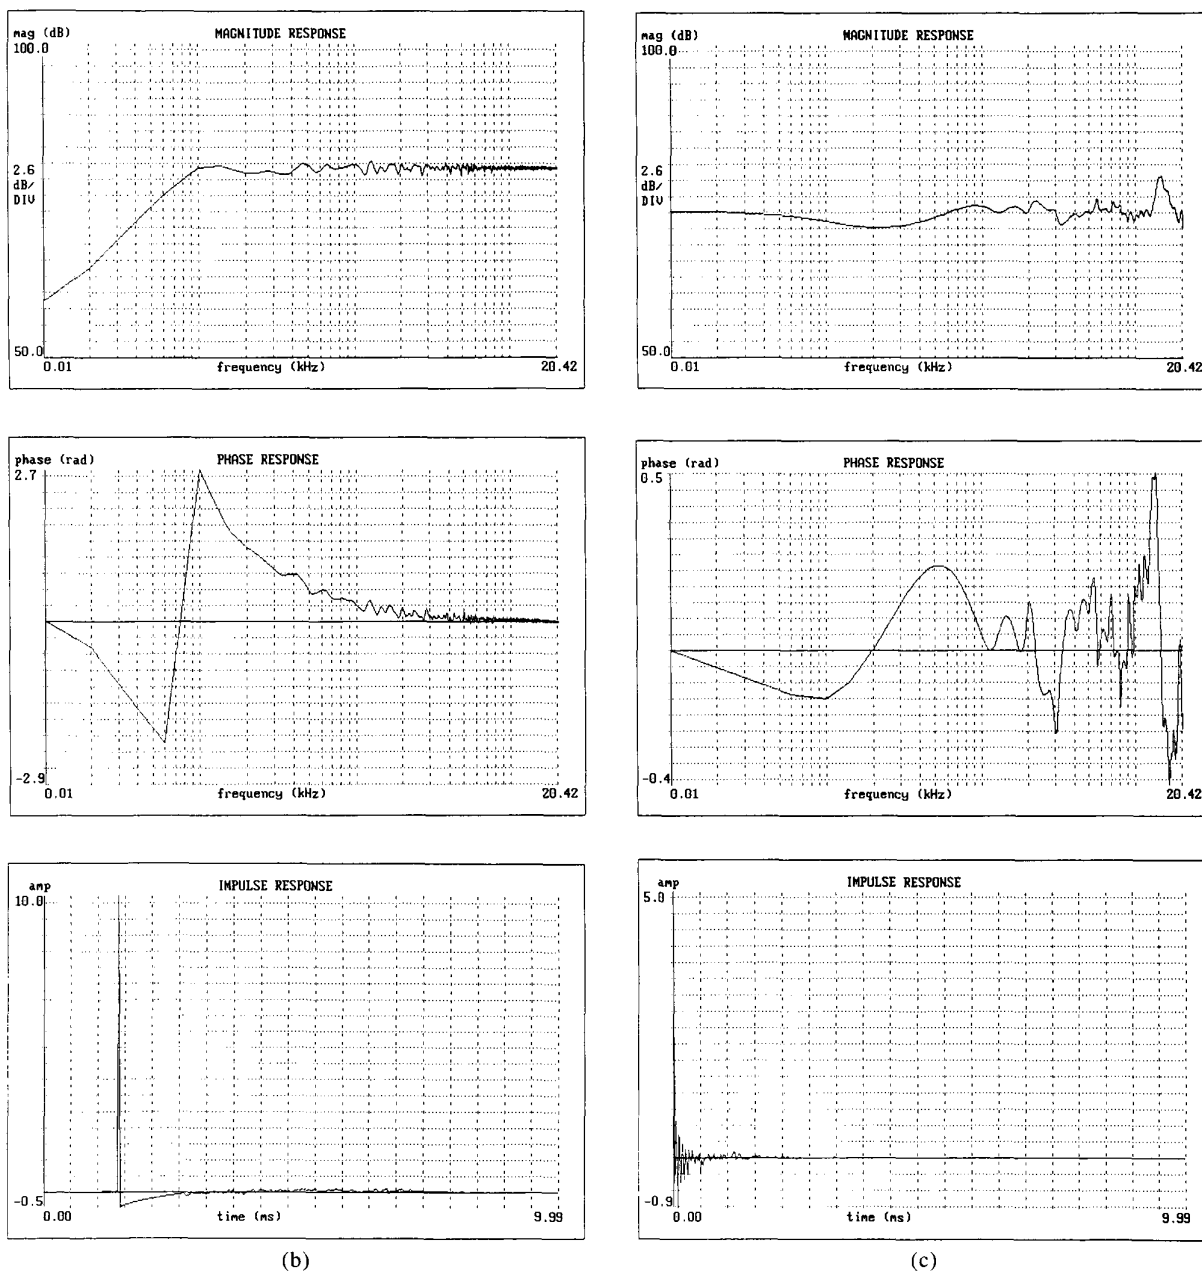 mag (dB) MAGNITUDE RESPONSE
100.0
2.6
dB/
DIV
50.0
0.01 frequency (kHz) 20.42
phase (rad) PHASE RESPONSE
2.7
-2.9
0.01 frequency (kHz) 20.42
amp IMPULSE RESPONSE
10.0
-0.5
0.00 time (ms) 9.99
(b)
mag (dB) MAGNITUDE RESPONSE
100.0
2.6
dB/
DIV
50.0
0.01 frequency (kHz) 20.42
phase (rad) PHASE RESPONSE
0.5
-0.4
0.01 frequency (kHz) 20.42
amp IMPULSE RESPONSE
5.0
-0.9
0.00 time (ms) 9.99
(c)